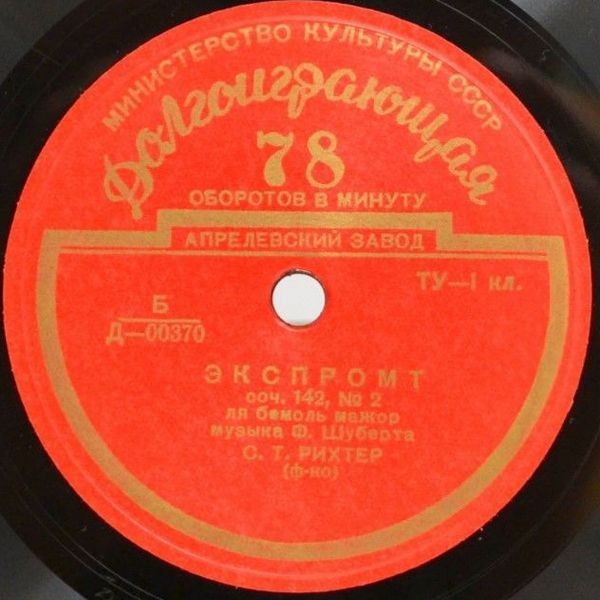 МИНИСТЕРСТВО КУЛЬТУРЫ СССР
Долгоиграющая
78
ОБОРОТОВ В МИНУТУ
АПРЕЛЕВСКИЙ ЗАВОД
ТУ—I кл.
Б
Д—00370
ЭКСПРОМТ
соч. 142, № 2
ля бемоль мажор
музыка Ф. Шуберта
С. Т. РИХТЕР
(ф-но)